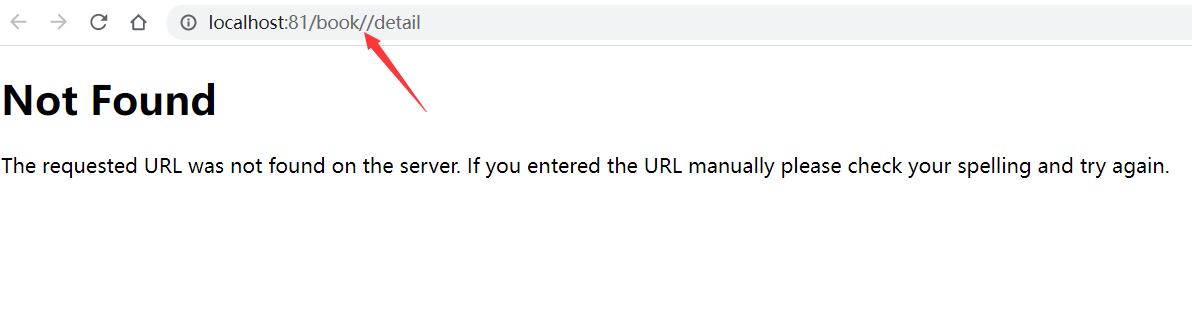 localhost:81/book//detail
Not Found
The requested URL was not found on the server. If you entered the URL manually please check your spelling and try again.